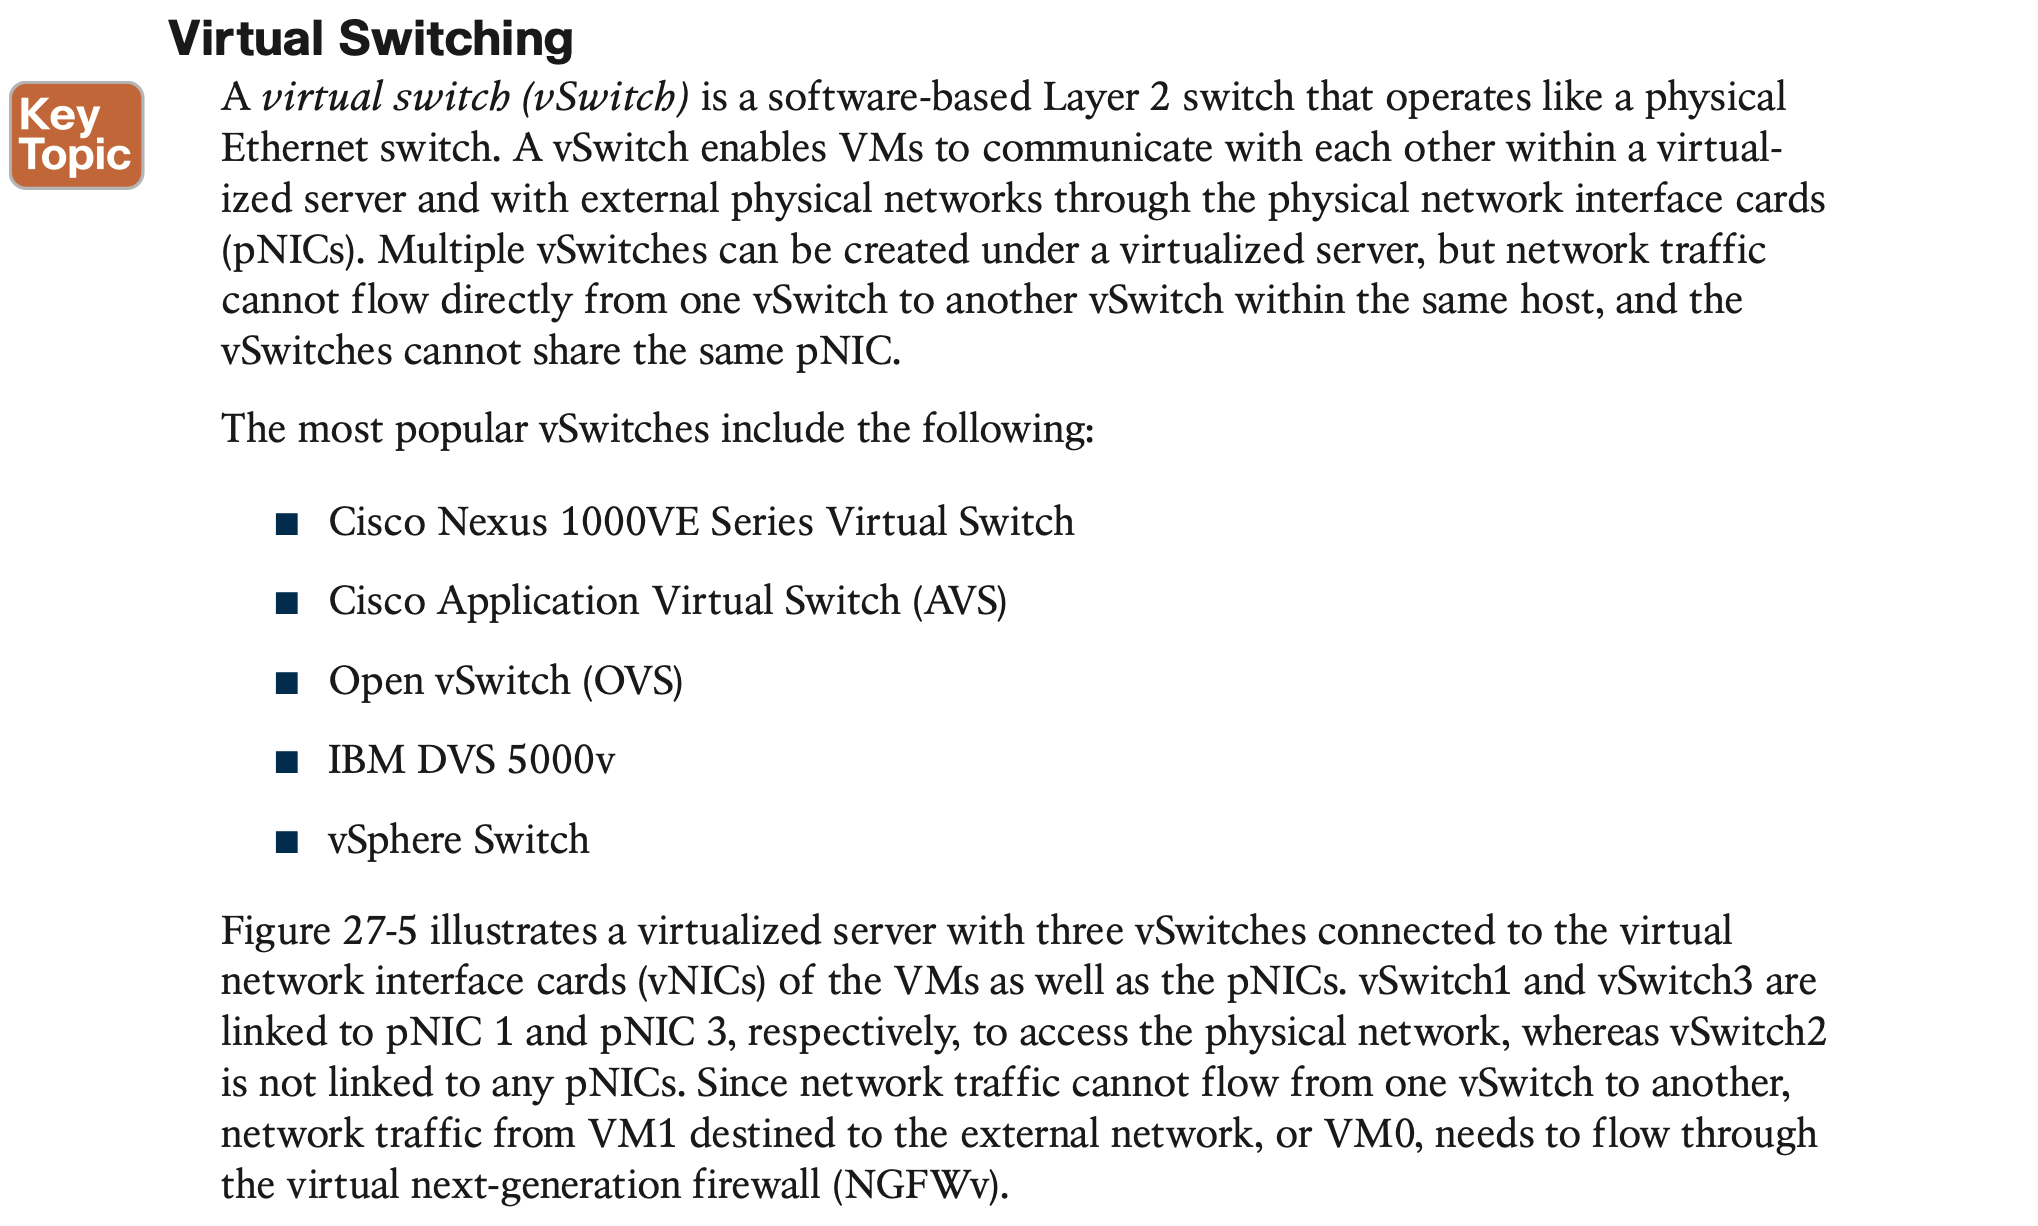 Virtual Switching
Key
Topic
A virtual switch (vSwitch) is a software-based Layer 2 switch that operates like a physical
Ethernet switch. A vSwitch enables VMs to communicate with each other within a virtual-
ized server and with external physical networks through the physical network interface cards
(pNICs). Multiple vSwitches can be created under a virtualized server, but network traffic
cannot flow directly from one vSwitch to another vSwitch within the same host, and the
vSwitches cannot share the same pNIC.
The most popular vSwitches include the following:
■ Cisco Nexus 1000VE Series Virtual Switch
■ Cisco Application Virtual Switch (AVS)
■ Open vSwitch (OVS)
■ IBM DVS 5000v
■ vSphere Switch
Figure 27-5 illustrates a virtualized server with three vSwitches connected to the virtual
network interface cards (vNICs) of the VMs as well as the pNICs. vSwitch1 and vSwitch3 are
linked to pNIC 1 and pNIC 3, respectively, to access the physical network, whereas vSwitch2
is not linked to any pNICs. Since network traffic cannot flow from one vSwitch to another,
network traffic from VM1 destined to the external network, or VM0, needs to flow through
the virtual next-generation firewall (NGFWv).